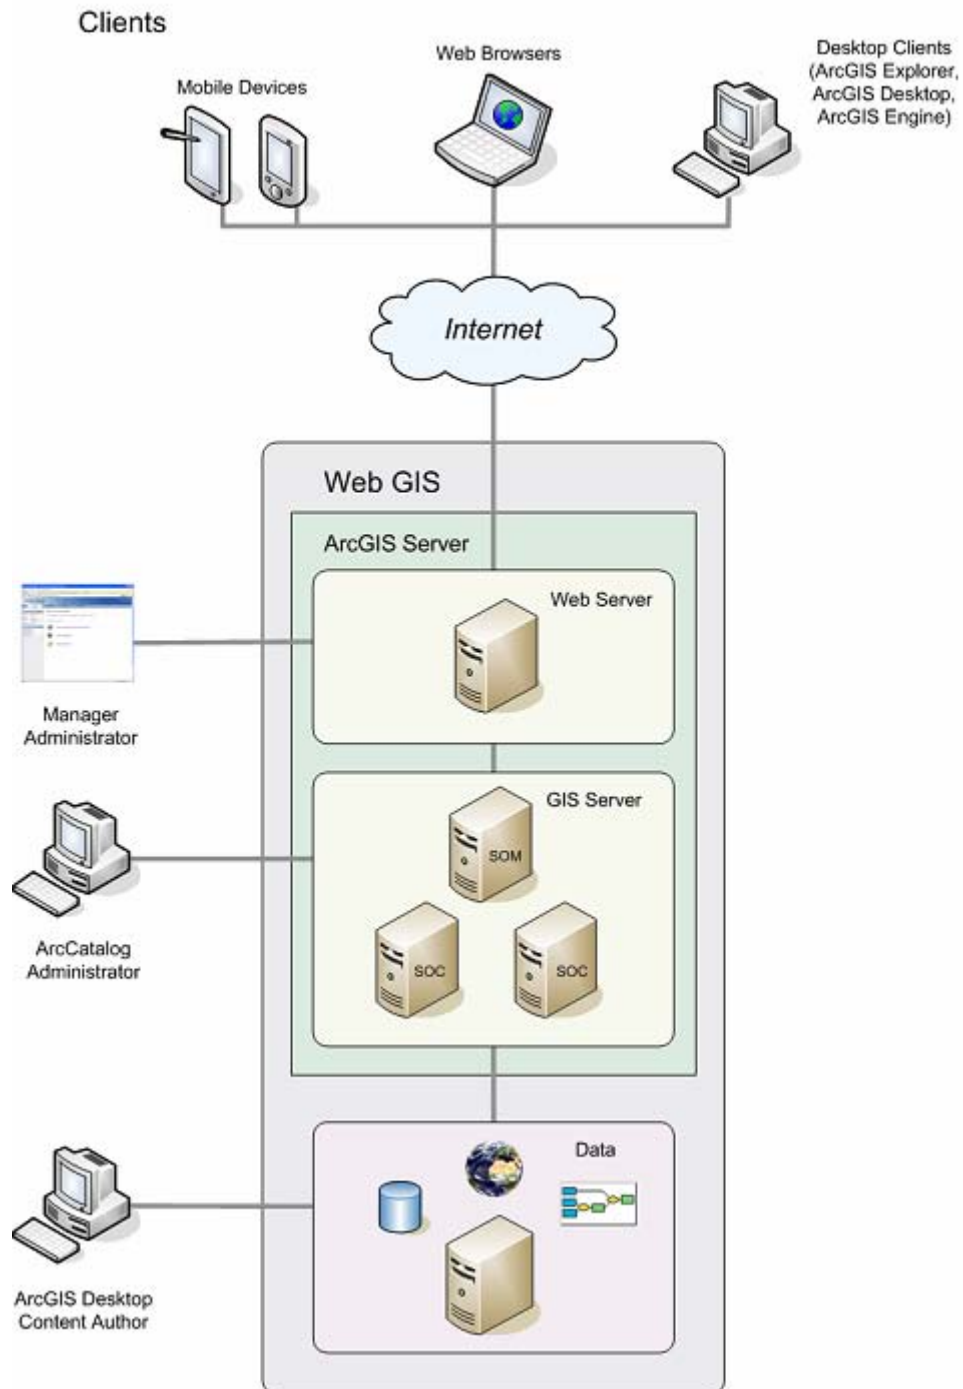 Clients
Mobile Devices
Web Browsers
Desktop Clients
(ArcGIS Explorer,
ArcGIS Desktop,
ArcGIS Engine)
Internet
Web GIS
ArcGIS Server
Web Server
Manager
Administrator
GIS Server
SOM
SOC
SOC
ArcCatalog
Administrator
Data
ArcGIS Desktop
Content Author